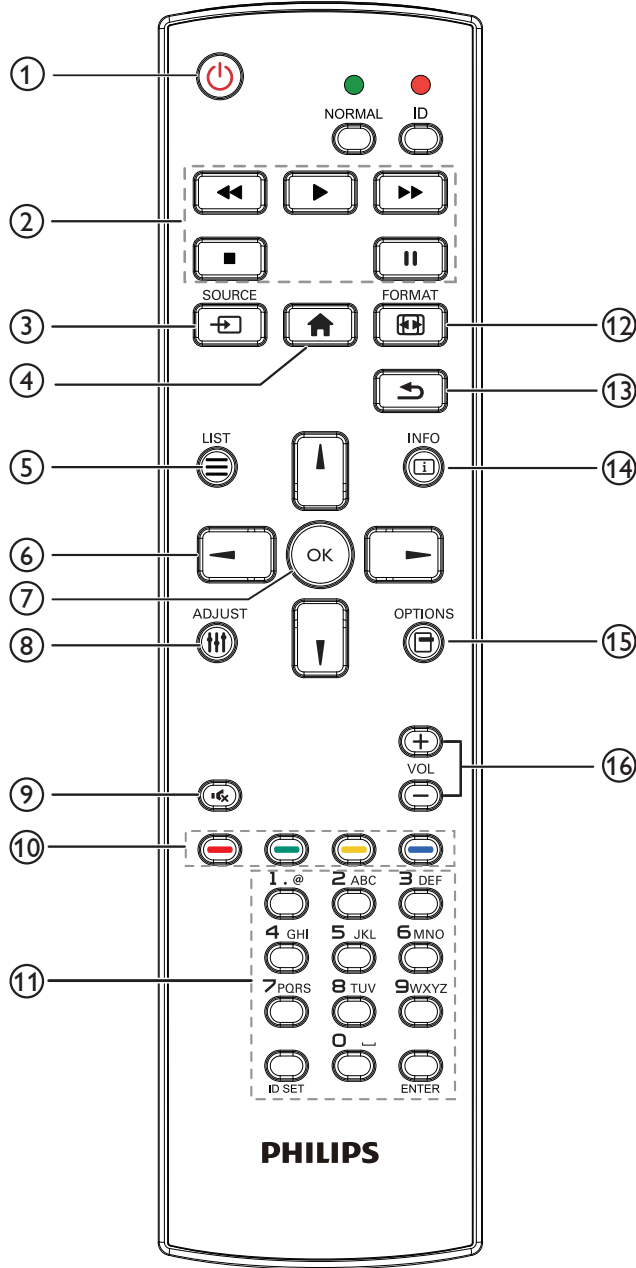 1
NORMAL ID
2
SOURCE FORMAT
3
12
4
13
LIST INFO
5
i
14
6
OK
7
ADJUST OPTIONS
8
15
+
VOL
16
9
−
10
1 . @ 2 ABC 3 DEF
4 GHI 5 JKL 6 MNO
11
7 PQRS 8 TUV 9 WXYZ
0 ⎵
ID SET ENTER
PHILIPS